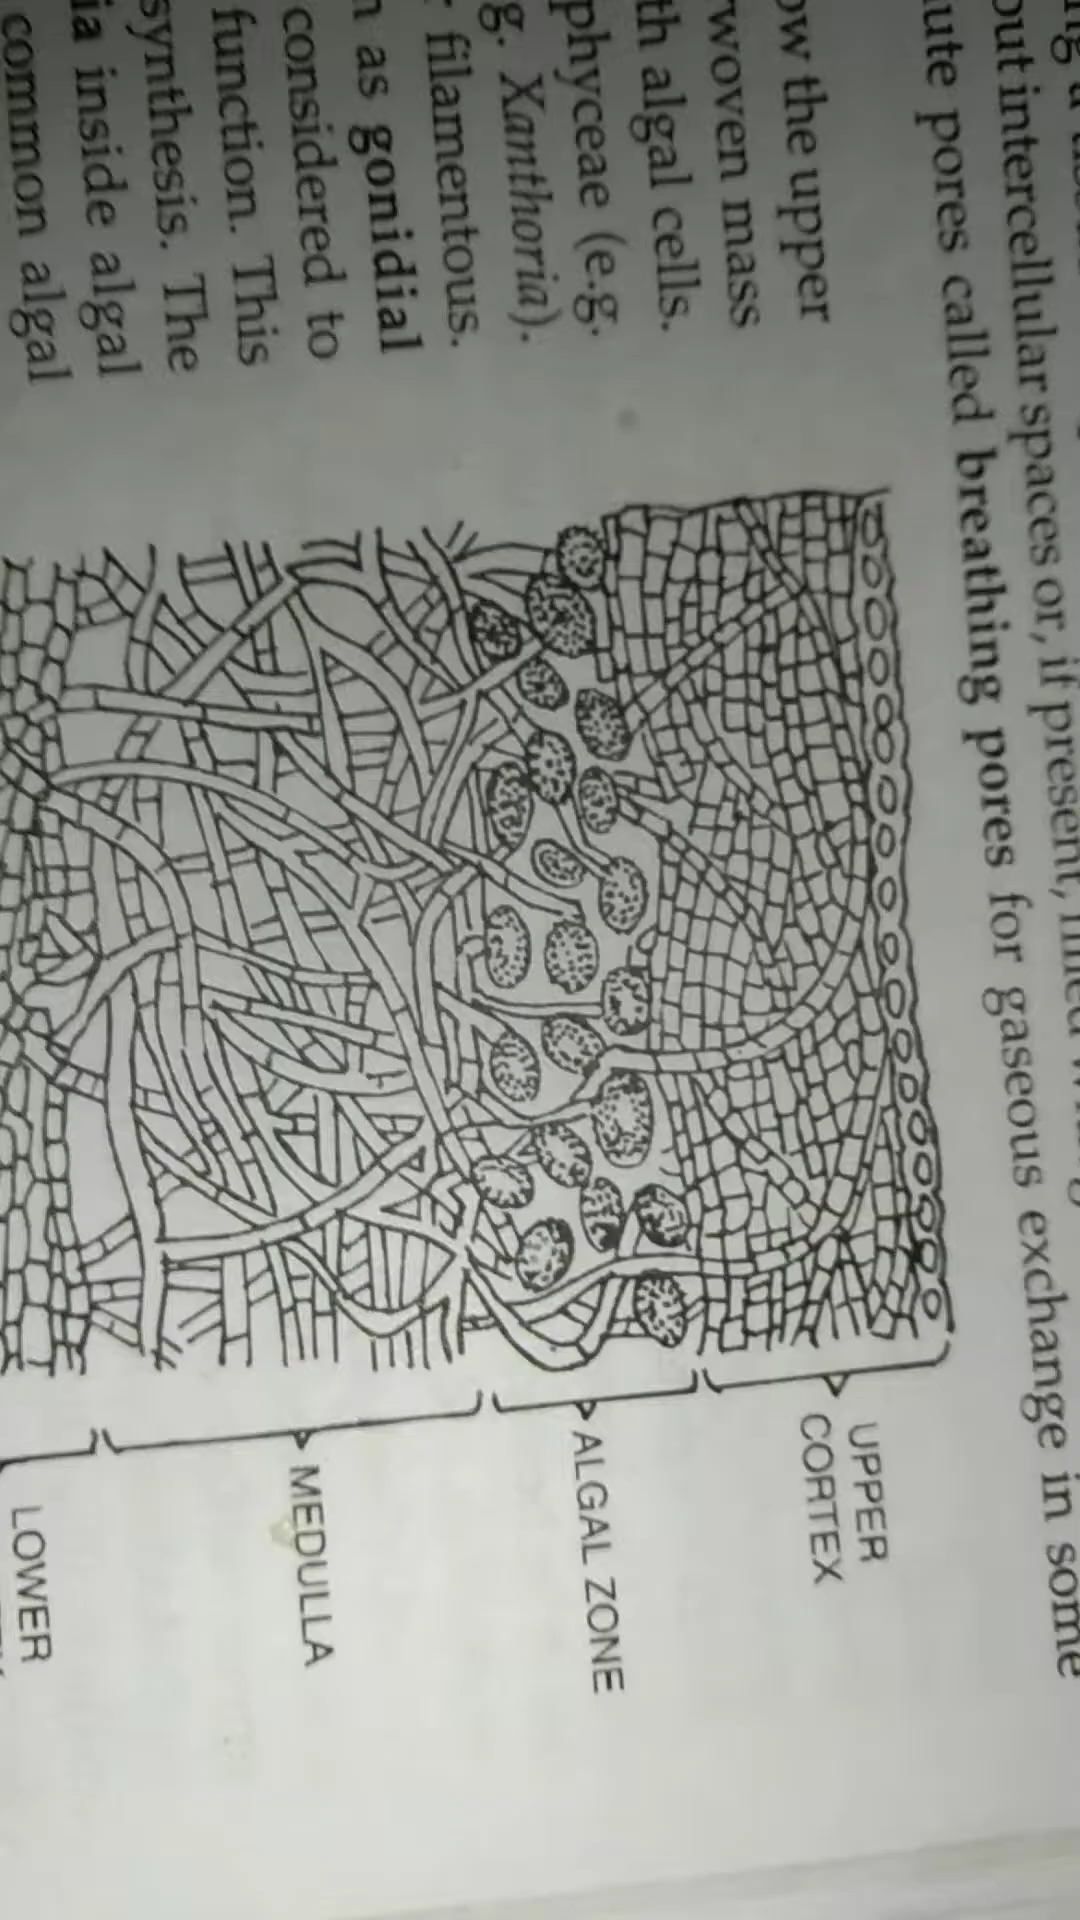 out intercellular spaces or, if present,
ute pores called breathing pores for gaseous exchange in some
ow the upper
rwoven mass
th algal cells.
phyceae (e.g.
g. Xanthoria).
filamentous.
n as gonidial
considered to
function. This
synthesis. The
ia inside algal
common algal
UPPER
CORTEX
ALGAL ZONE
MEDULLA
LOWER